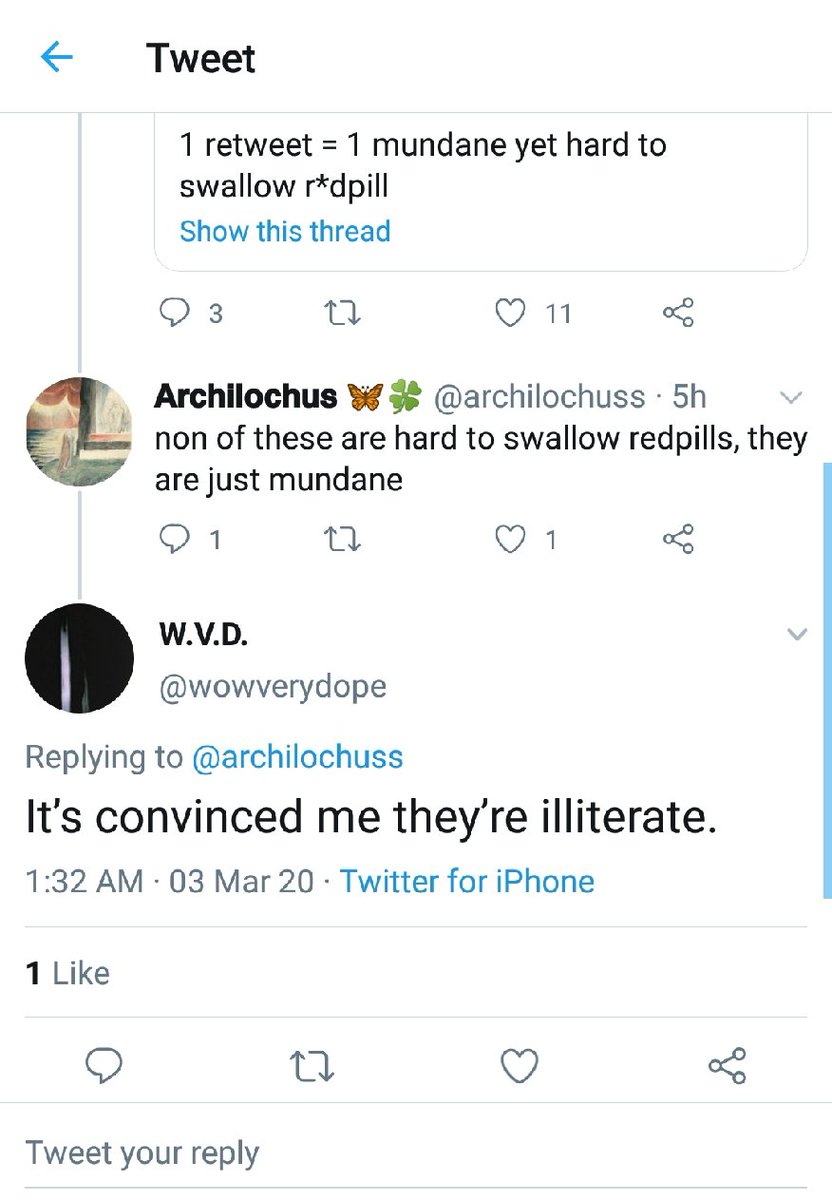 Tweet
1 retweet = 1 mundane yet hard to
swallow r*dpill
Show this thread
3
11
Archilochus 🦋🍀 @archilochuss · 5h
non of these are hard to swallow redpills, they
are just mundane
1
1
W.V.D.
@wowverydope
Replying to @archilochuss
It's convinced me they're illiterate.
1:32 AM · 03 Mar 20 · Twitter for iPhone
1 Like
Tweet your reply